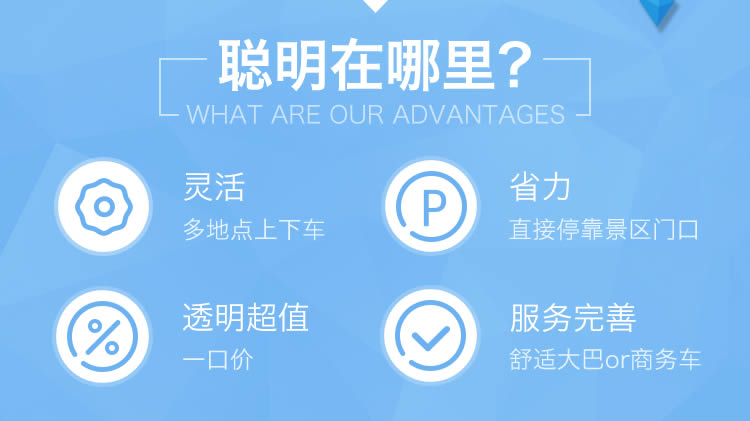 聪明在哪里?
WHAT ARE OUR ADVANTAGES
灵活
多地点上下车
P
省力
直接停靠景区门口
%
透明超值
一口价
服务完善
舒适大巴or商务车